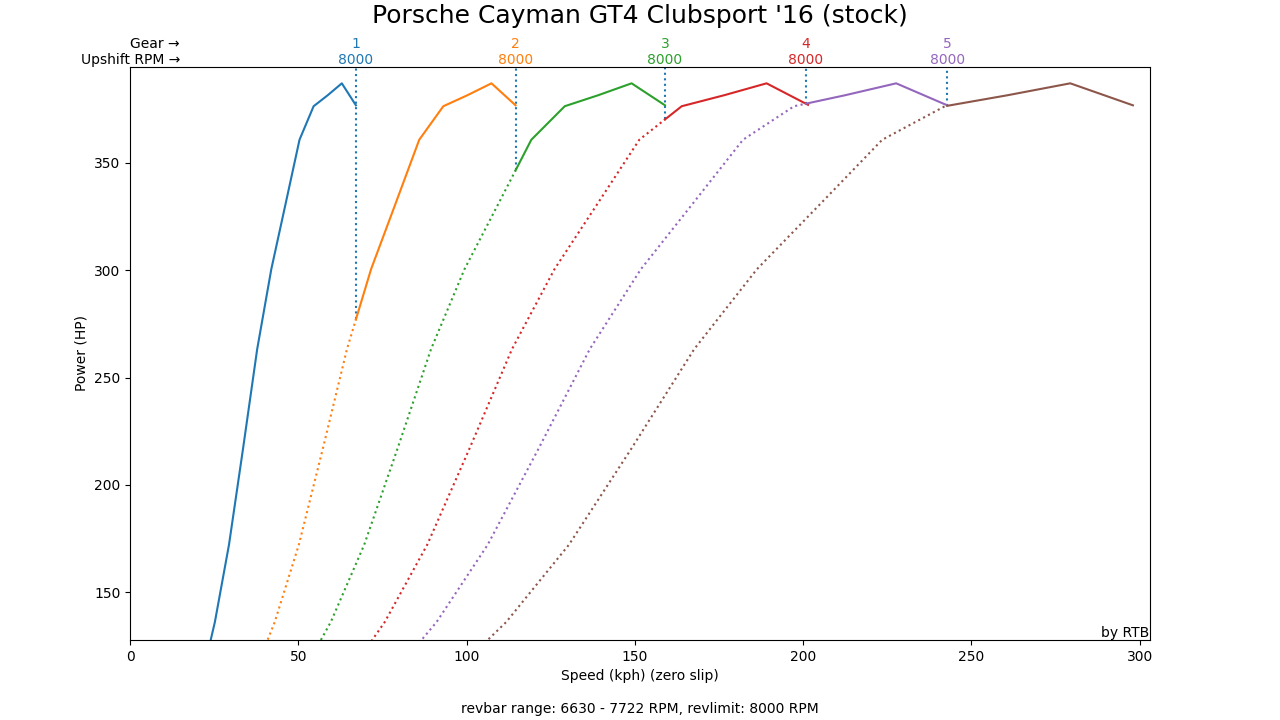 Porsche Cayman GT4 Clubsport '16 (stock)
Gear → 1 2 3 4 5
Upshift RPM → 8000 8000 8000 8000 8000
350
300
250
200
150
Power (HP)
by RTB
0 50 100 150 200 250 300
Speed (kph) (zero slip)
revbar range: 6630 - 7722 RPM, revlimit: 8000 RPM